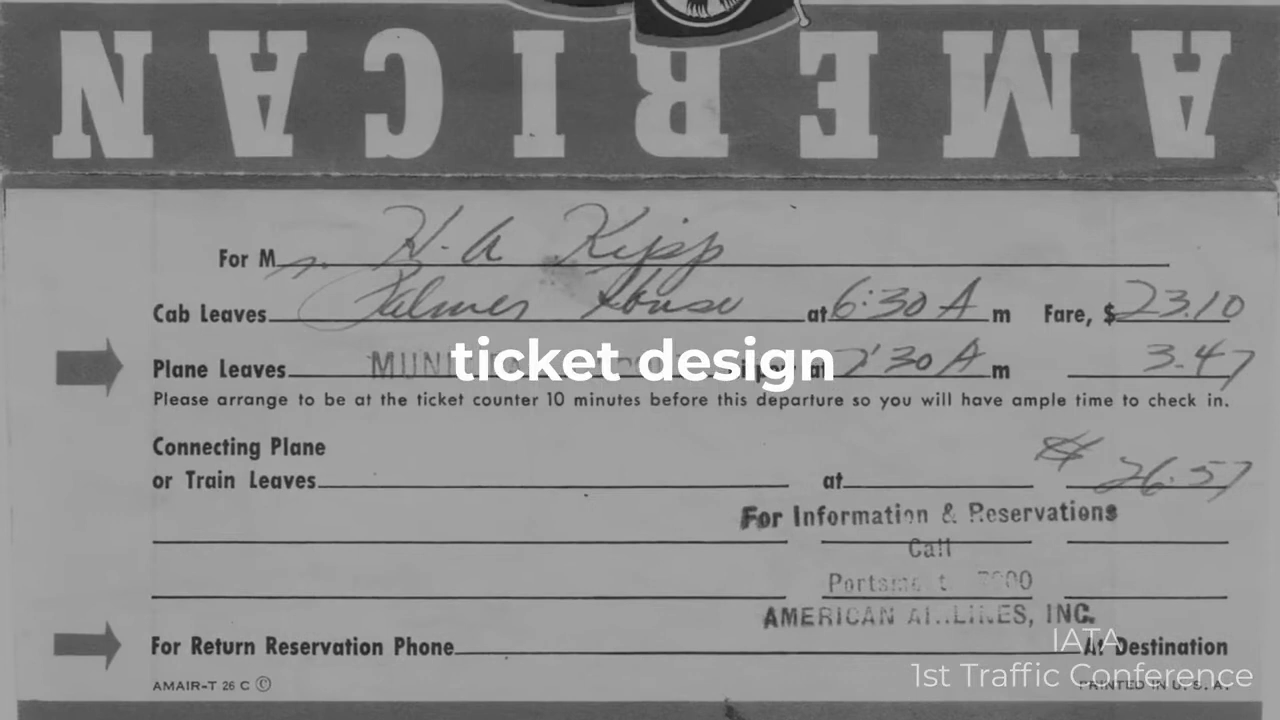 AMERICAN
For Mr. H. A Kipp
Cab Leaves Palmer House at 6:30 A m Fare, $ 23.10
Plane Leaves at 7:30 A m 3.47
ticket design
Please arrange to be at the ticket counter 10 minutes before this departure so you will have ample time to check in.
Connecting Plane
or Train Leaves at $ 26.57
For Information & Reservations
Call
AMERICAN AIRLINES, INC.
For Return Reservation Phone At Destination
IATA
1st Traffic Conference
AMAIR-T 26 C © PRINTED IN U. S. A.